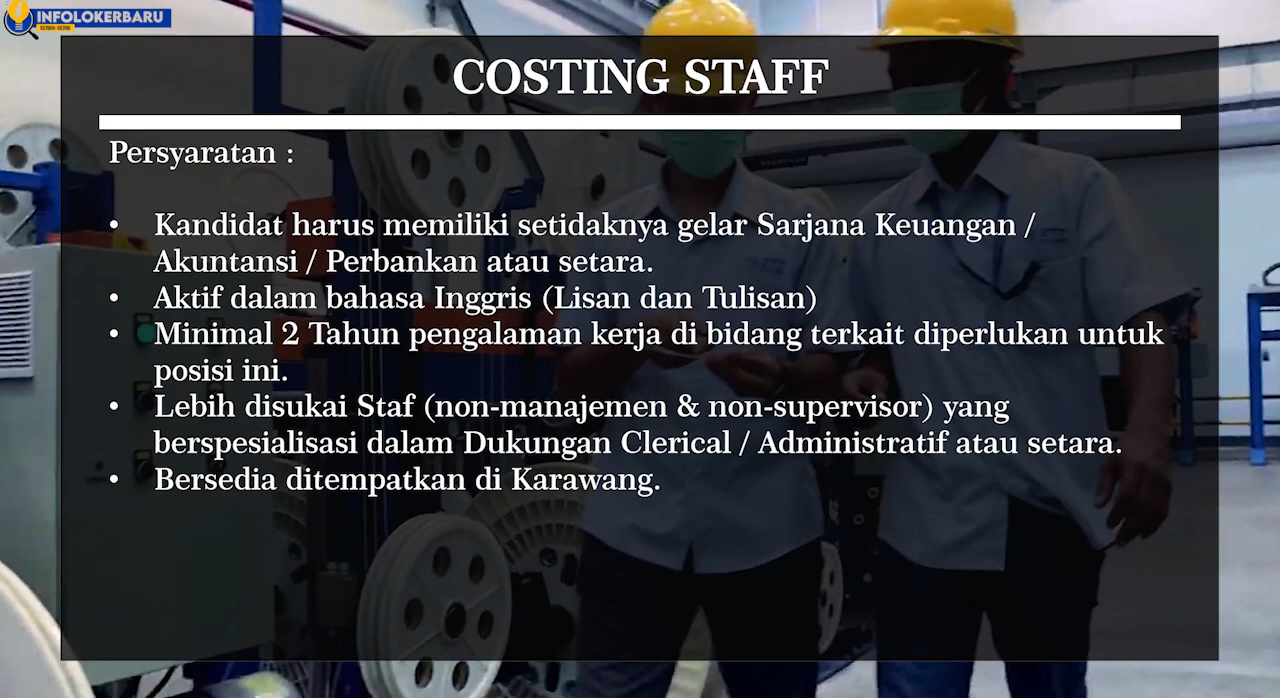 INFOLOKERBARU
SERBA-SERBI
COSTING STAFF
Persyaratan :
• Kandidat harus memiliki setidaknya gelar Sarjana Keuangan /
Akuntansi / Perbankan atau setara.
• Aktif dalam bahasa Inggris (Lisan dan Tulisan)
• Minimal 2 Tahun pengalaman kerja di bidang terkait diperlukan untuk
posisi ini.
• Lebih disukai Staf (non-manajemen & non-supervisor) yang
berspesialisasi dalam Dukungan Clerical / Administratif atau setara.
• Bersedia ditempatkan di Karawang.